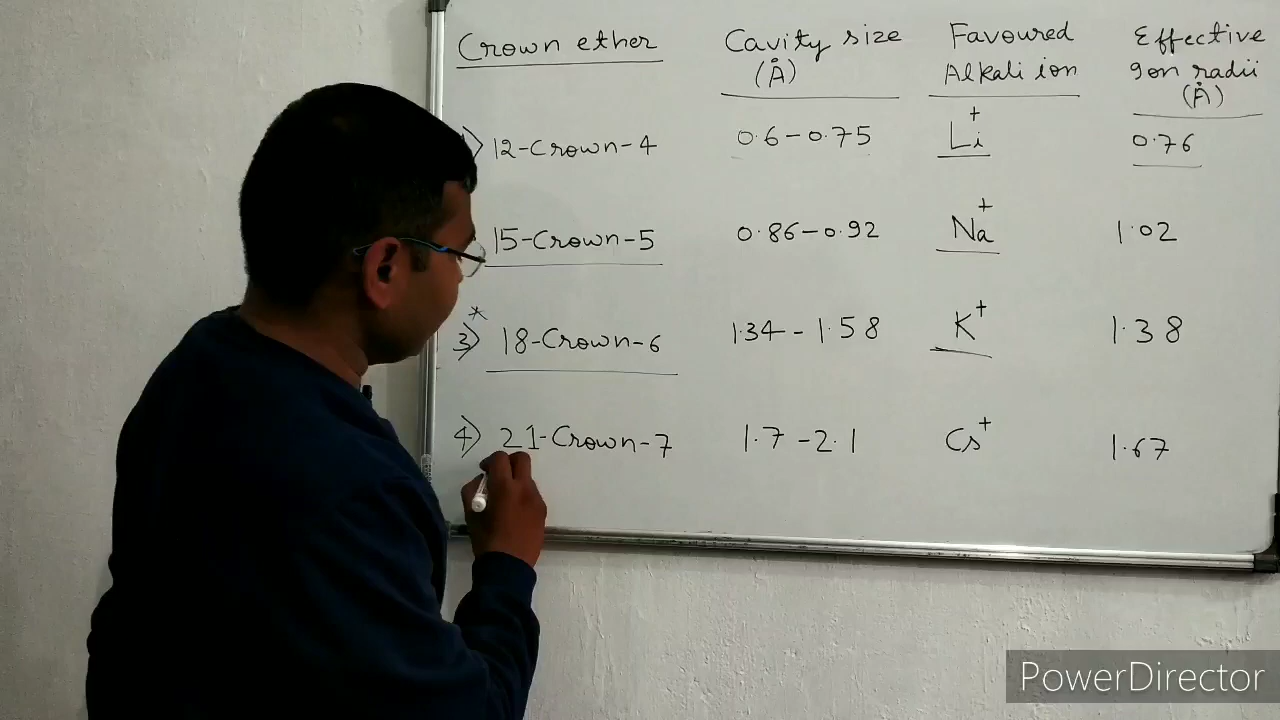 Crown ether Cavity size Favoured Effective
(Å) Alkali ion Ion radii
(Å)
1) 12-Crown-4 0.6-0.75 Li+ 0.76
15-Crown-5 0.86-0.92 Na+ 1.02
3)* 18-Crown-6 1.34-1.58 K+ 1.38
4) 21-Crown-7 1.7-2.1 Cs+ 1.67
PowerDirector